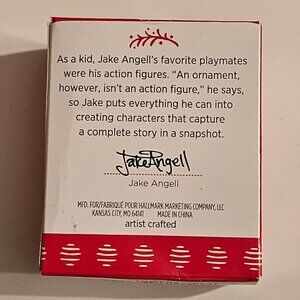 As a kid, Jake Angell's favorite playmates
were his action figures. "An ornament,
however, isn't an action figure," he says,
so Jake puts everything he can into
creating characters that capture
a complete story in a snapshot.
Jake Angell
Jake Angell
MFD. FOR/FABRIQUÉ POUR HALLMARK MARKETING COMPANY, LLC
KANSAS CITY, MO 64141 MADE IN CHINA
artist crafted